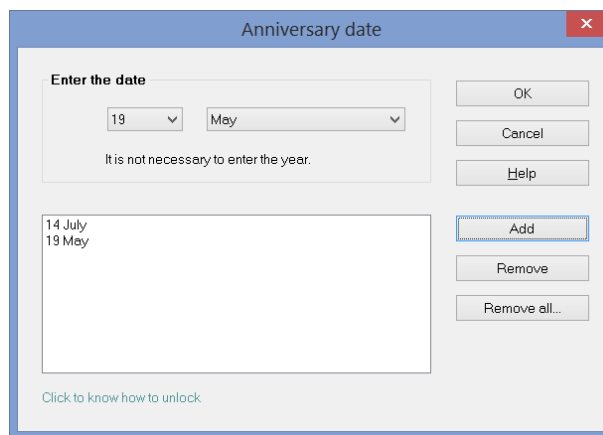 Anniversary date
Enter the date
19 May
It is not necessary to enter the year.
OK
Cancel
Help
14 July
19 May
Add
Remove
Remove all...
Click to know how to unlock